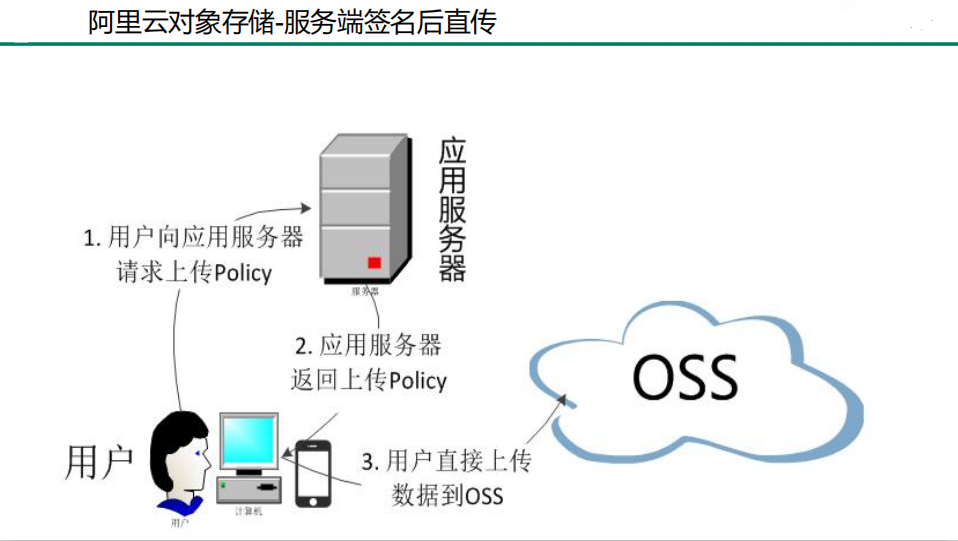 阿里云对象存储-服务端签名后直传
应用服务器
1. 用户向应用服务器
请求上传Policy
服务器
2. 应用服务器
返回上传Policy
OSS
用户
3. 用户直接上传
数据到OSS
计算机
用户